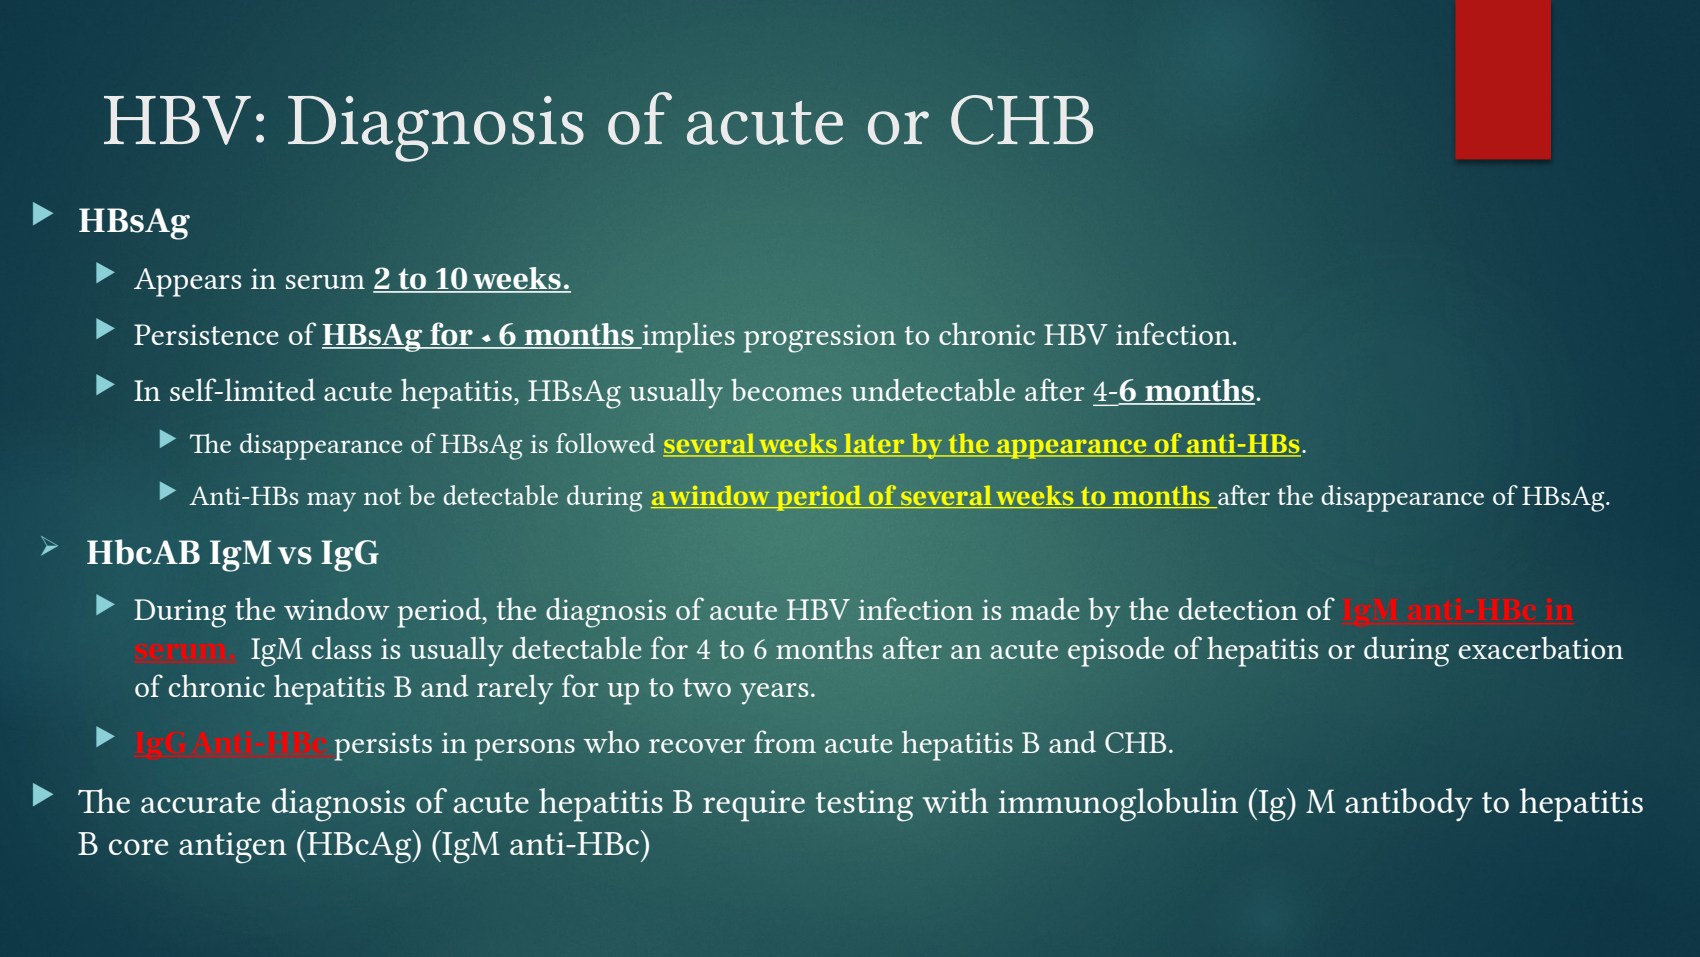 HBV: Diagnosis of acute or CHB
HBsAg
Appears in serum 2 to 10 weeks.
Persistence of HBsAg for 6 months implies progression to chronic HBV infection.
In self-limited acute hepatitis, HBsAg usually becomes undetectable after 4-6 months.
The disappearance of HBsAg is followed several weeks later by the appearance of anti-HBs.
Anti-HBs may not be detectable during a window period of several weeks to months after the disappearance of HBsAg.
HbcAB IgM vs IgG
During the window period, the diagnosis of acute HBV infection is made by the detection of IgM anti-HBc in
serum. IgM class is usually detectable for 4 to 6 months after an acute episode of hepatitis or during exacerbation
of chronic hepatitis B and rarely for up to two years.
IgG Anti-HBc persists in persons who recover from acute hepatitis B and CHB.
The accurate diagnosis of acute hepatitis B require testing with immunoglobulin (Ig) M antibody to hepatitis
B core antigen (HBcAg) (IgM anti-HBc)